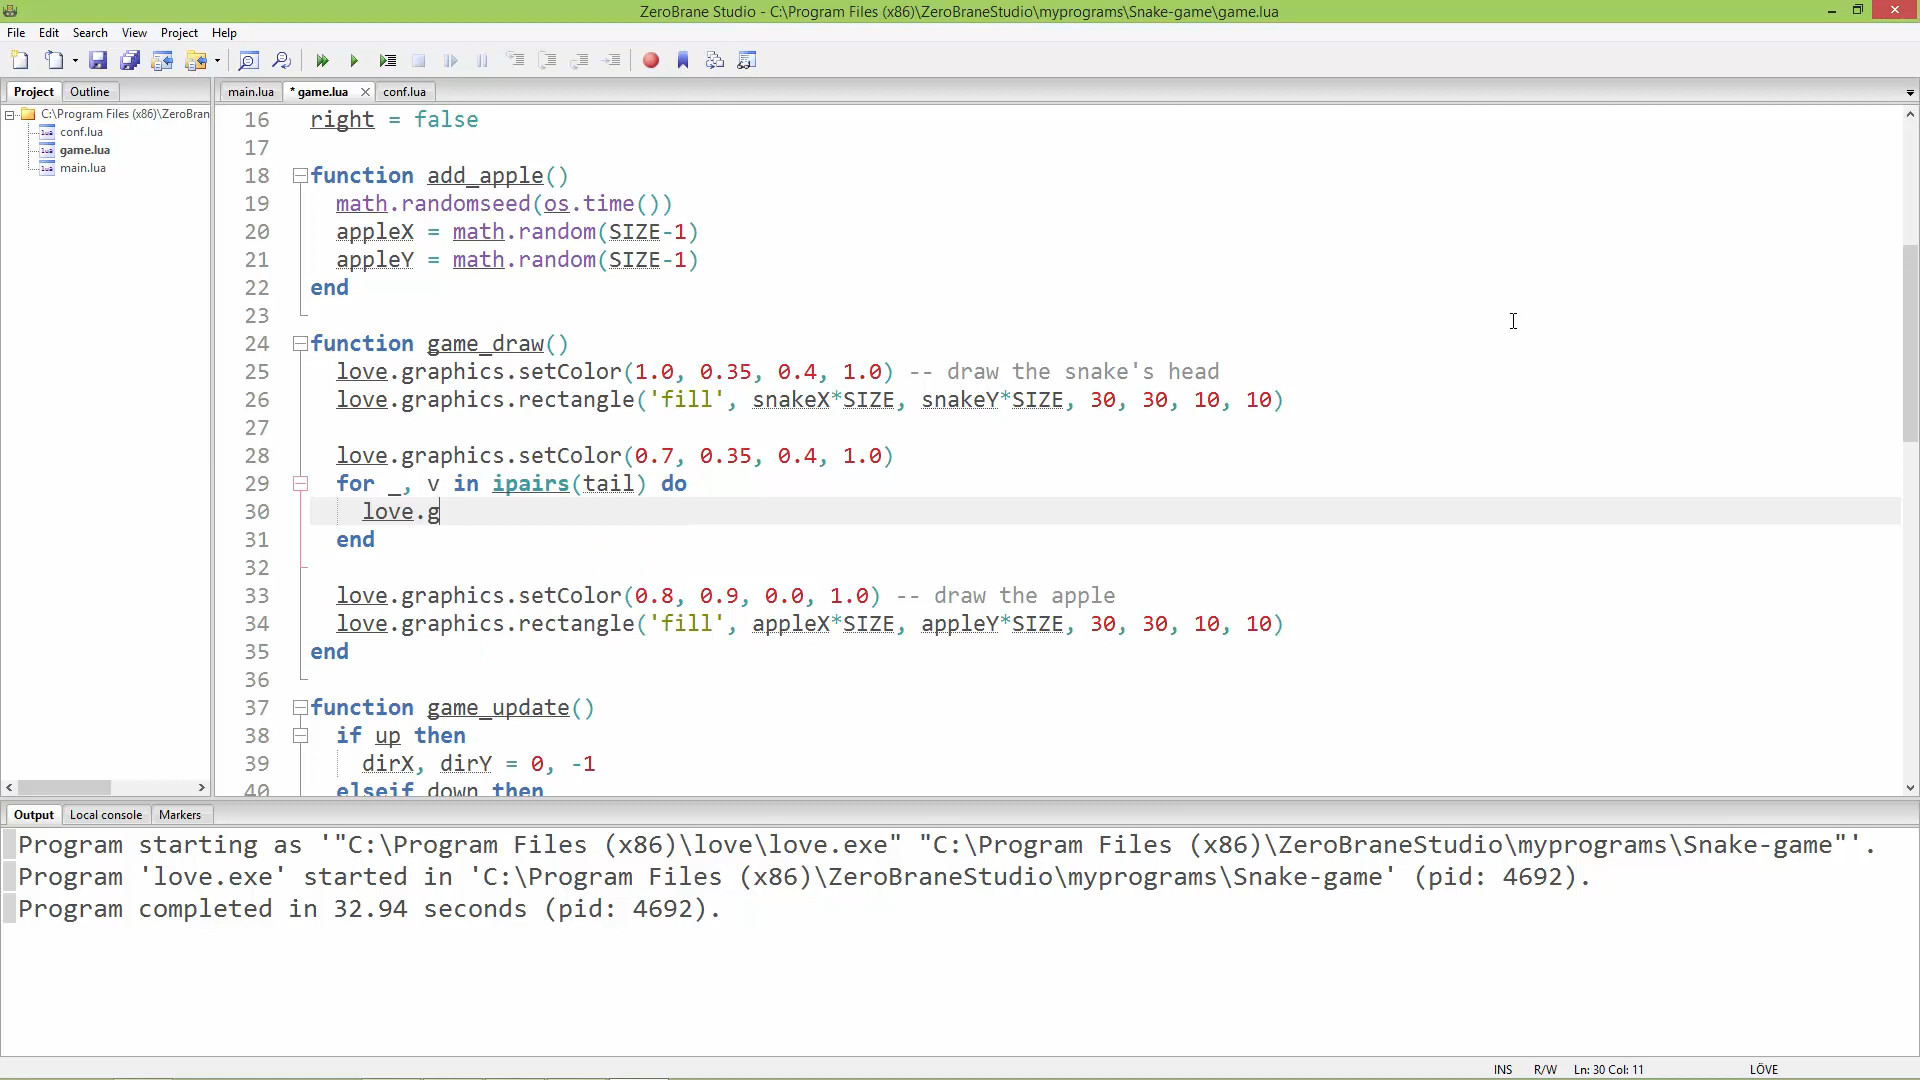 ZeroBrane Studio - C:\Program Files (x86)\ZeroBraneStudio\myprograms\Snake-game\game.lua
File Edit Search View Project Help
Project Outline
main.lua * game.lua conf.lua
C:\Program Files (x86)\ZeroBran
conf.lua
game.lua
main.lua
16 right = false
17
18 function add_apple()
19 math.randomseed(os.time())
20 appleX = math.random(SIZE-1)
21 appleY = math.random(SIZE-1)
22 end
23
24 function game_draw()
25 love.graphics.setColor(1.0, 0.35, 0.4, 1.0) -- draw the snake's head
26 love.graphics.rectangle('fill', snakeX*SIZE, snakeY*SIZE, 30, 30, 10, 10)
27
28 love.graphics.setColor(0.7, 0.35, 0.4, 1.0)
29 for _, v in ipairs(tail) do
30 love.g
31 end
32
33 love.graphics.setColor(0.8, 0.9, 0.0, 1.0) -- draw the apple
34 love.graphics.rectangle('fill', appleX*SIZE, appleY*SIZE, 30, 30, 10, 10)
35 end
36
37 function game_update()
38 if up then
39 dirX, dirY = 0, -1
40 elseif down then
Output Local console Markers
Program starting as '"C:\Program Files (x86)\love\love.exe" "C:\Program Files (x86)\ZeroBraneStudio\myprograms\Snake-game"'.
Program 'love.exe' started in 'C:\Program Files (x86)\ZeroBraneStudio\myprograms\Snake-game' (pid: 4692).
Program completed in 32.94 seconds (pid: 4692).
INS R/W Ln: 30 Col: 11 LÖVE